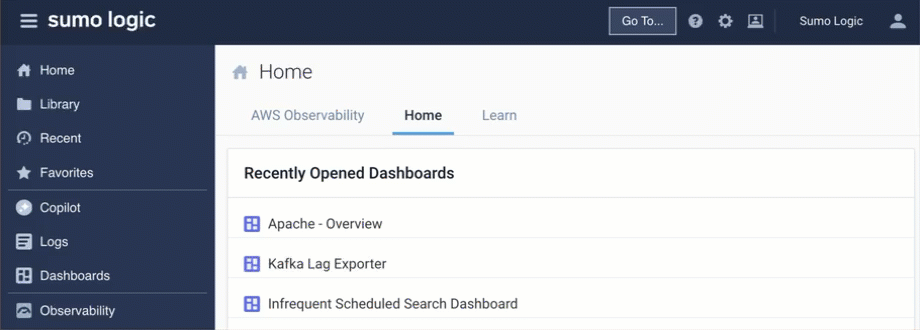 sumo logic
Go To...
Sumo Logic
Home
Library
Recent
Favorites
Copilot
Logs
Dashboards
Observability
Home
AWS Observability
Home
Learn
Recently Opened Dashboards
Apache - Overview
Kafka Lag Exporter
Infrequent Scheduled Search Dashboard